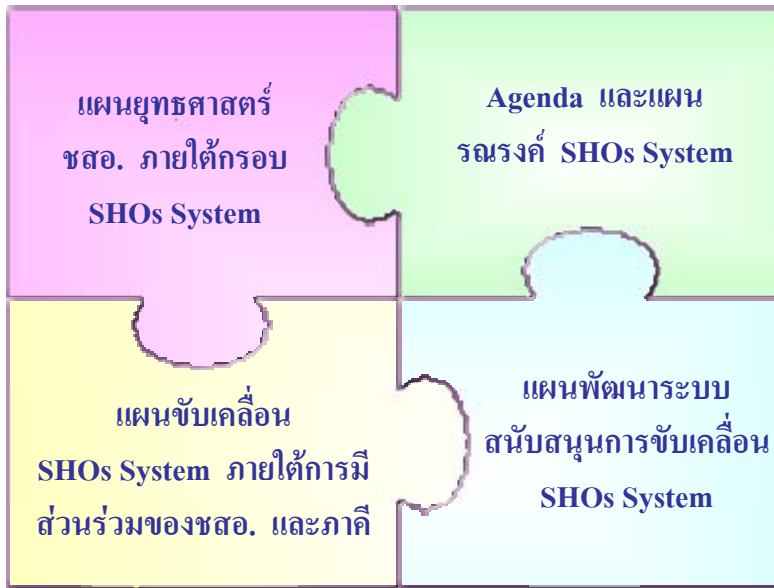 แผนยุทธศาสตร์
ชสอ. ภายใต้กรอบ
SHOs System
Agenda และแผน
รณรงค์ SHOs System
แผนขับเคลื่อน
SHOs System ภายใต้การมี
ส่วนร่วมของชสอ. และภาคี
แผนพัฒนาระบบ
สนับสนุนการขับเคลื่อน
SHOs System